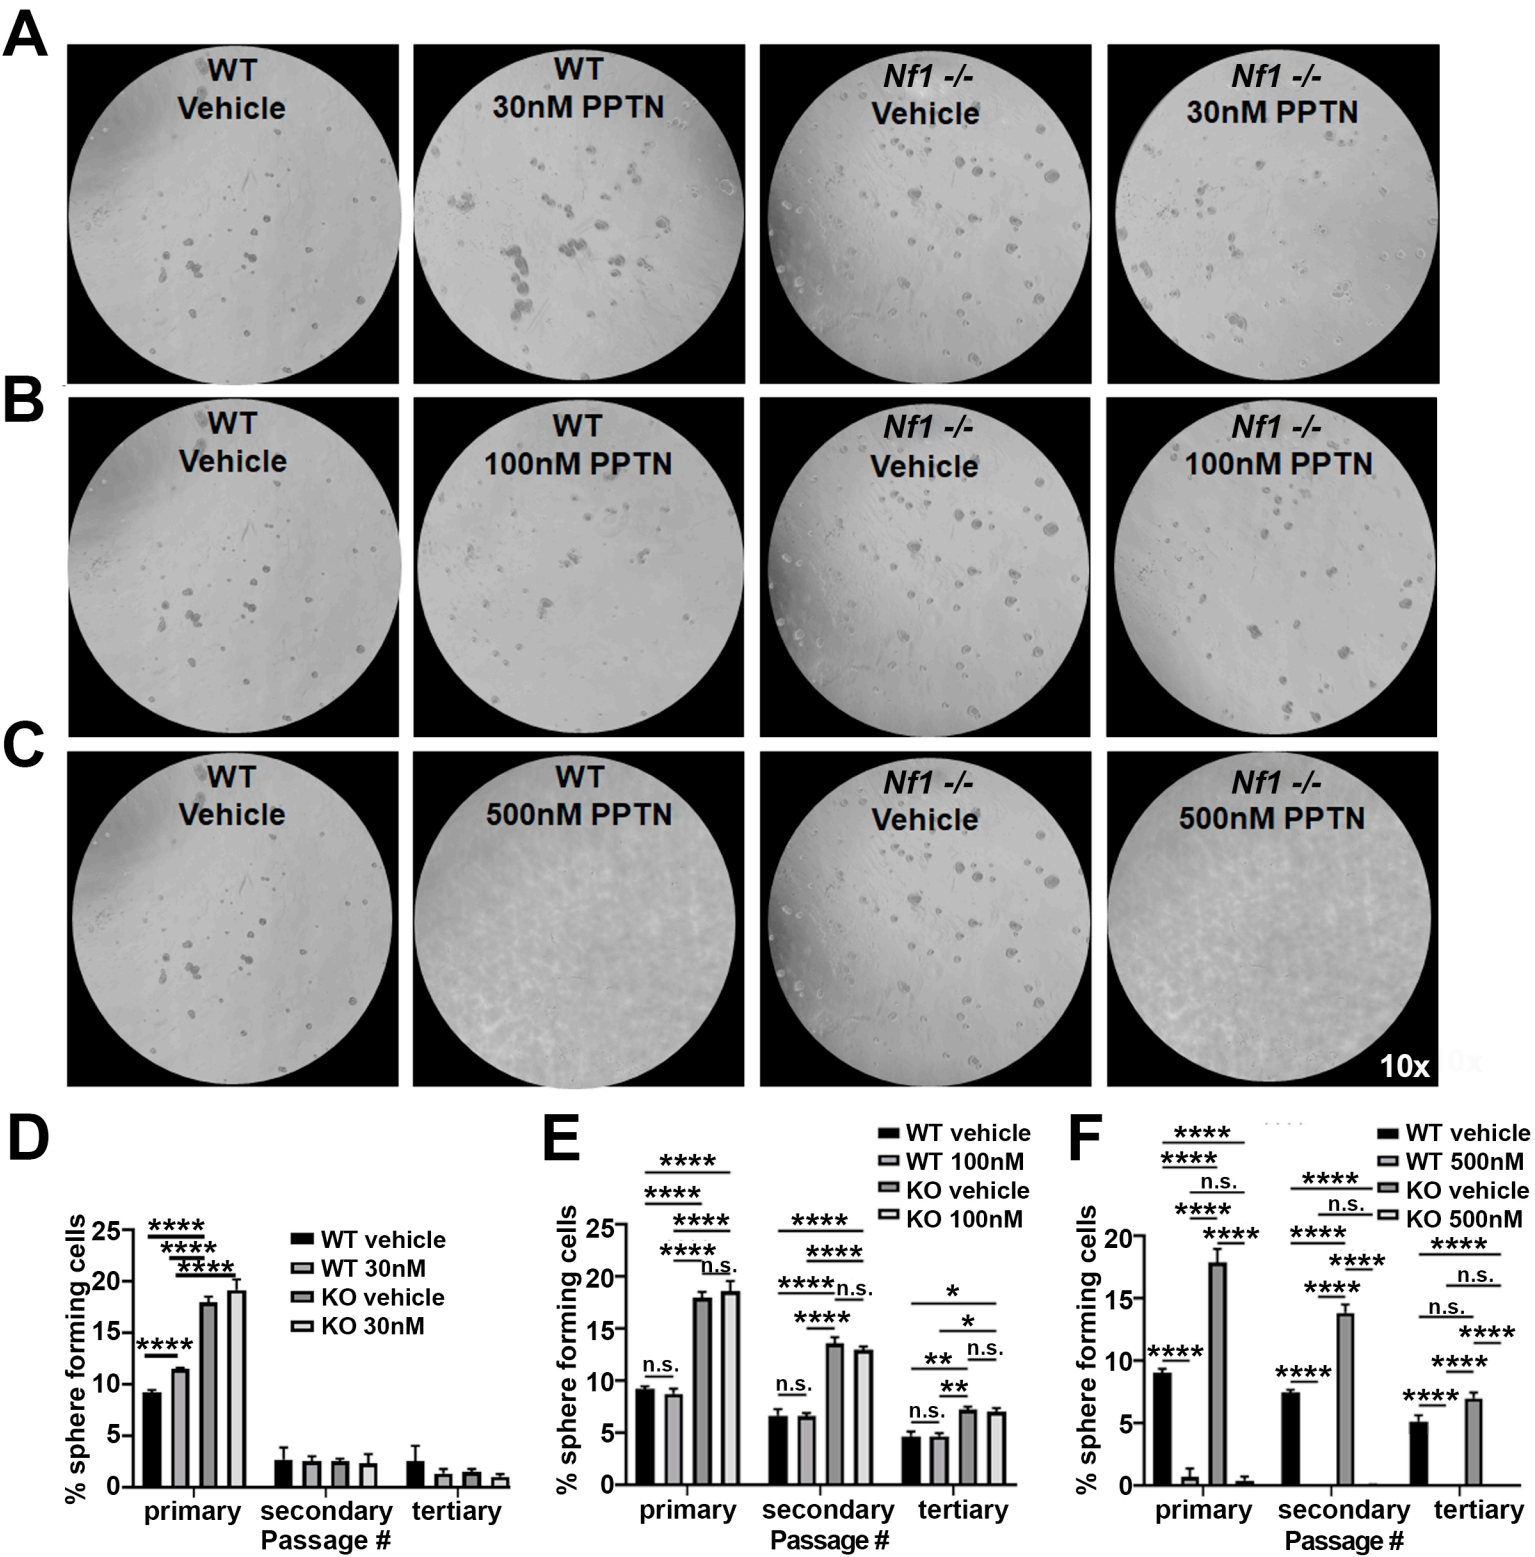 A
WT
Vehicle
WT
30nM PPTN
Nf1 -/-
Vehicle
Nf1 -/-
30nM PPTN
B
WT
Vehicle
WT
100nM PPTN
Nf1 -/-
Vehicle
Nf1 -/-
100nM PPTN
C
WT
Vehicle
WT
500nM PPTN
Nf1 -/-
Vehicle
Nf1 -/-
500nM PPTN
10x
D
% sphere forming cells
25
20
15
10
5
0
****
****
****
****
WT vehicle
WT 30nM
KO vehicle
KO 30nM
primary
secondary
tertiary
Passage #
E
% sphere forming cells
25
20
15
10
5
0
WT vehicle
WT 100nM
KO vehicle
KO 100nM
****
****
****
****
n.s.
n.s.
****
****
****
n.s.
****
n.s.
*
*
**
n.s.
**
n.s.
primary
secondary
tertiary
Passage #
F
% sphere forming cells
20
15
10
5
0
WT vehicle
WT 500nM
KO vehicle
KO 500nM
****
****
n.s.
****
****
****
****
n.s.
****
****
****
****
****
n.s.
n.s.
****
****
****
primary
secondary
tertiary
Passage #